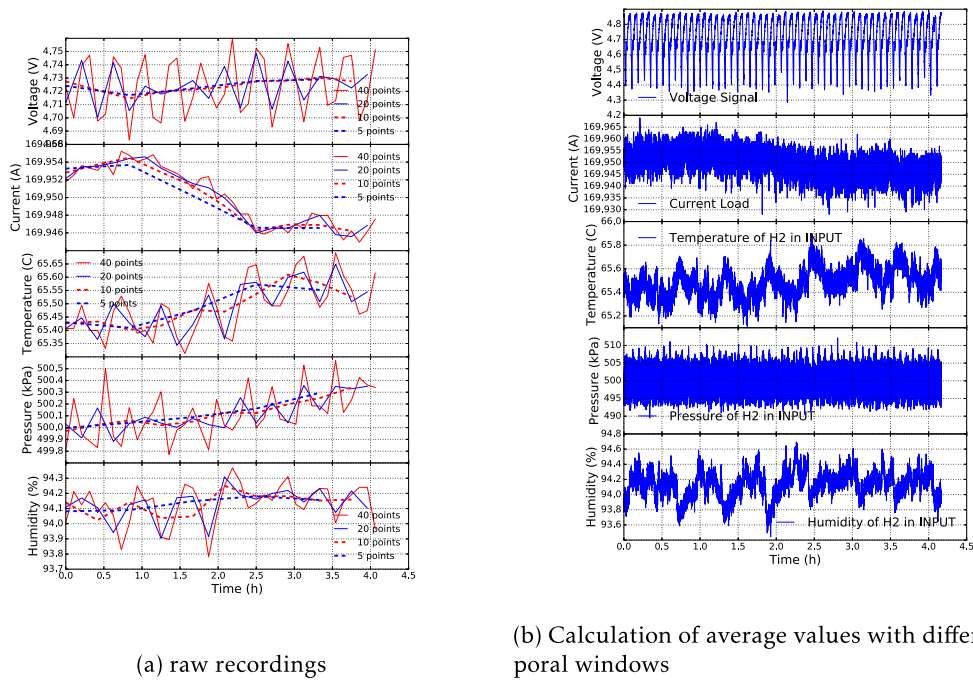 Voltage (V)
4.75
4.74
4.73
4.72
4.71
4.70
4.69
40 points
20 points
10 points
5 points
Current (A)
169.954
169.952
169.950
169.948
169.946
40 points
20 points
10 points
5 points
Temperature (C)
65.65
65.60
65.55
65.50
65.45
65.40
65.35
40 points
20 points
10 points
5 points
Pressure (kPa)
500.5
500.4
500.3
500.2
500.1
500.0
499.9
499.8
40 points
20 points
10 points
5 points
Humidity (%)
94.3
94.2
94.1
94.0
93.9
93.8
93.7
40 points
20 points
10 points
5 points
0.0 0.5 1.0 1.5 2.0 2.5 3.0 3.5 4.0 4.5
Time (h)
(a) raw recordings
Voltage (V)
4.8
4.7
4.6
4.5
4.4
4.3
4.2
Voltage Signal
Current (A)
169.965
169.960
169.955
169.950
169.945
169.940
169.935
169.930
Current Load
Temperature (C)
66.0
65.8
65.6
65.4
65.2
Temperature of H2 in INPUT
Pressure (kPa)
510
505
500
495
490
Pressure of H2 in INPUT
Humidity (%)
94.8
94.6
94.4
94.2
94.0
93.8
93.6
Humidity of H2 in INPUT
0.0 0.5 1.0 1.5 2.0 2.5 3.0 3.5 4.0 4.5
Time (h)
(b) Calculation of average values with differ
poral windows